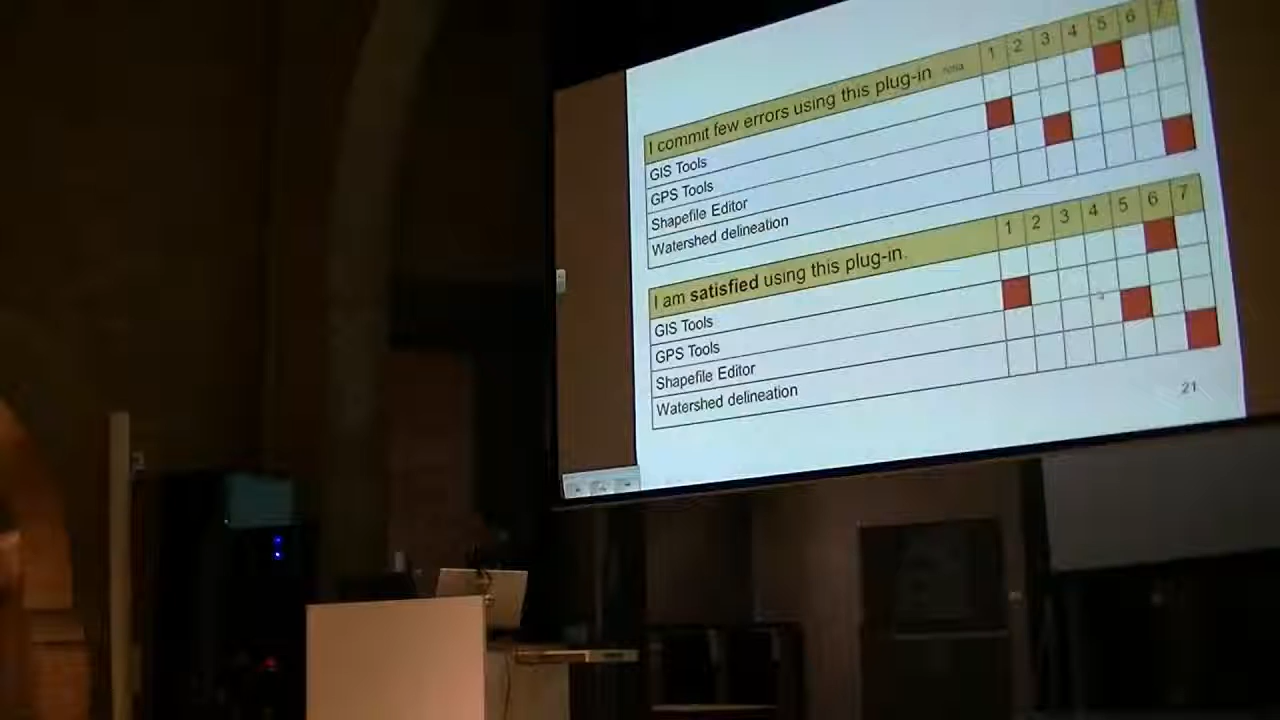 I commit few errors using this plug-in 1 2 3 4 5 6 7
GIS Tools
GPS Tools
Shapefile Editor
Watershed delineation
I am satisfied using this plug-in. 1 2 3 4 5 6 7
GIS Tools
GPS Tools
Shapefile Editor
Watershed delineation
21